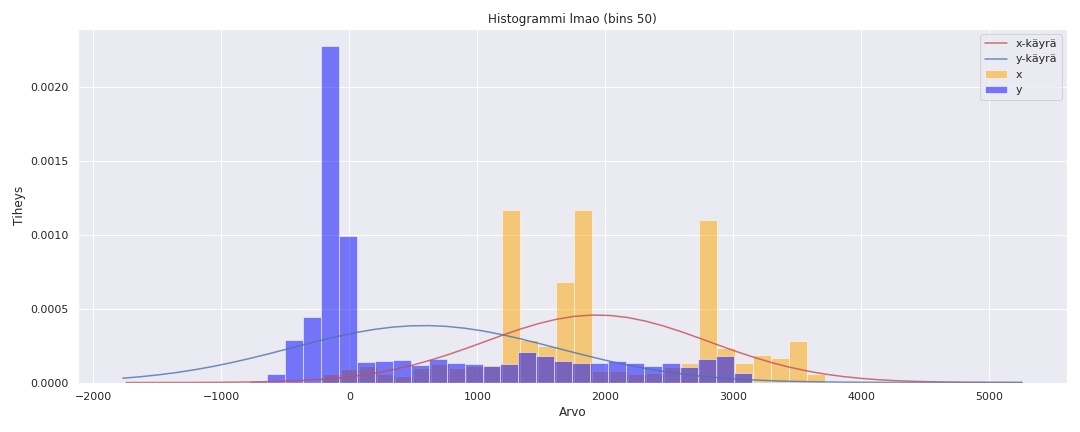 Histogrammi lmao (bins 50)
x-käyrä
y-käyrä
x
y
0.0020
0.0015
0.0010
0.0005
0.0000
Tiheys
−2000 −1000 0 1000 2000 3000 4000 5000
Arvo